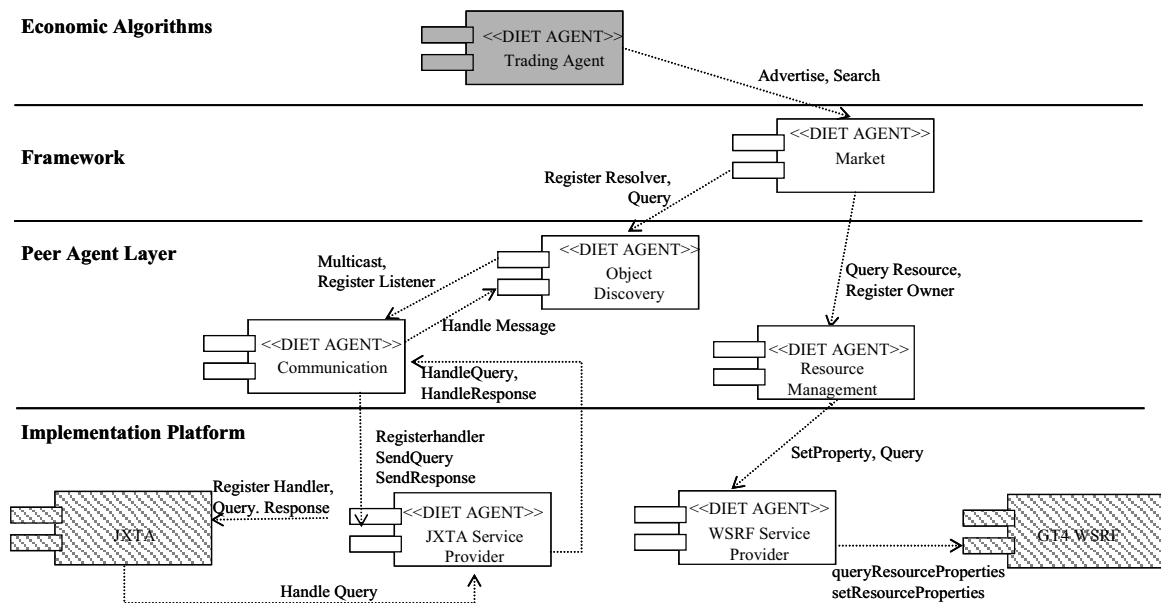 Economic Algorithms
<<DIET AGENT>>
Trading Agent
Advertise, Search
Framework
<<DIET AGENT>>
Market
Register Resolver,
Query
Peer Agent Layer
<<DIET AGENT>>
Object
Discovery
Multicast,
Register Listener
Query Resource,
Register Owner
Handle Message
<<DIET AGENT>>
Communication
<<DIET AGENT>>
Resource
Management
HandleQuery,
HandleResponse
Implementation Platform
Registerhandler
SendQuery
SendResponse
SetProperty, Query
Register Handler,
Query. Response
JXTA
<<DIET AGENT>>
JXTA Service
Provider
<<DIET AGENT>>
WSRF Service
Provider
GT4 WSRF
queryResourceProperties
setResourceProperties
Handle Query